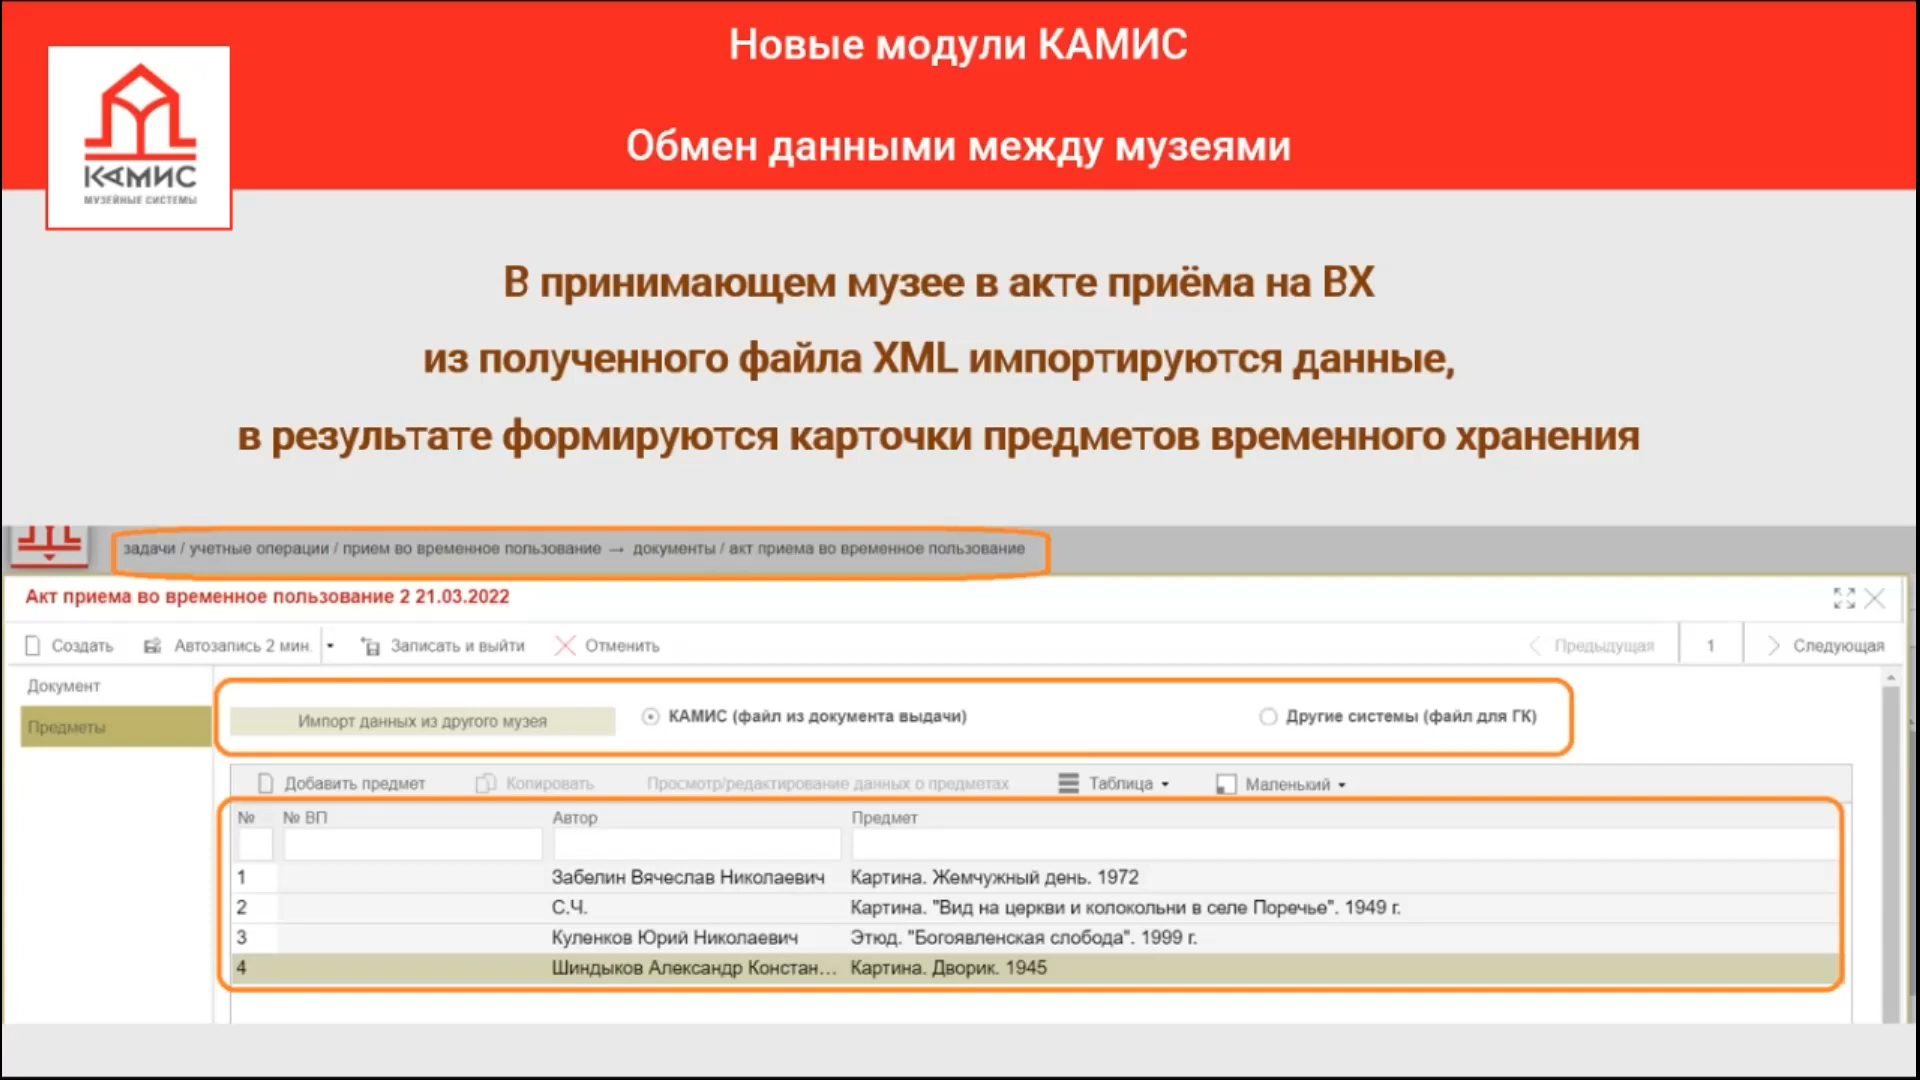 Новые модули КАМИС
Обмен данными между музеями
КАМИС
МУЗЕЙНЫЕ СИСТЕМЫ
В принимающем музее в акте приёма на ВХ
из полученного файла XML импортируются данные,
в результате формируются карточки предметов временного хранения
задачи / учетные операции / прием во временное пользование → документы / акт приема во временное пользование
Акт приема во временное пользование 2 21.03.2022
Создать Автозапись 2 мин. Записать и выйти Отменить Предыдущая 1 Следующая
Документ
Предметы
Импорт данных из другого музея КАМИС (файл из документа выдачи) Другие системы (файл для ГК)
Добавить предмет Копировать Просмотр/редактирование данных о предметах Таблица Маленький
№ № ВП Автор Предмет
1 Забелин Вячеслав Николаевич Картина. Жемчужный день. 1972
2 С.Ч. Картина. "Вид на церкви и колокольни в селе Поречье". 1949 г.
3 Куленков Юрий Николаевич Этюд. "Богоявленская слобода". 1999 г.
4 Шиндыков Александр Констан... Картина. Дворик. 1945